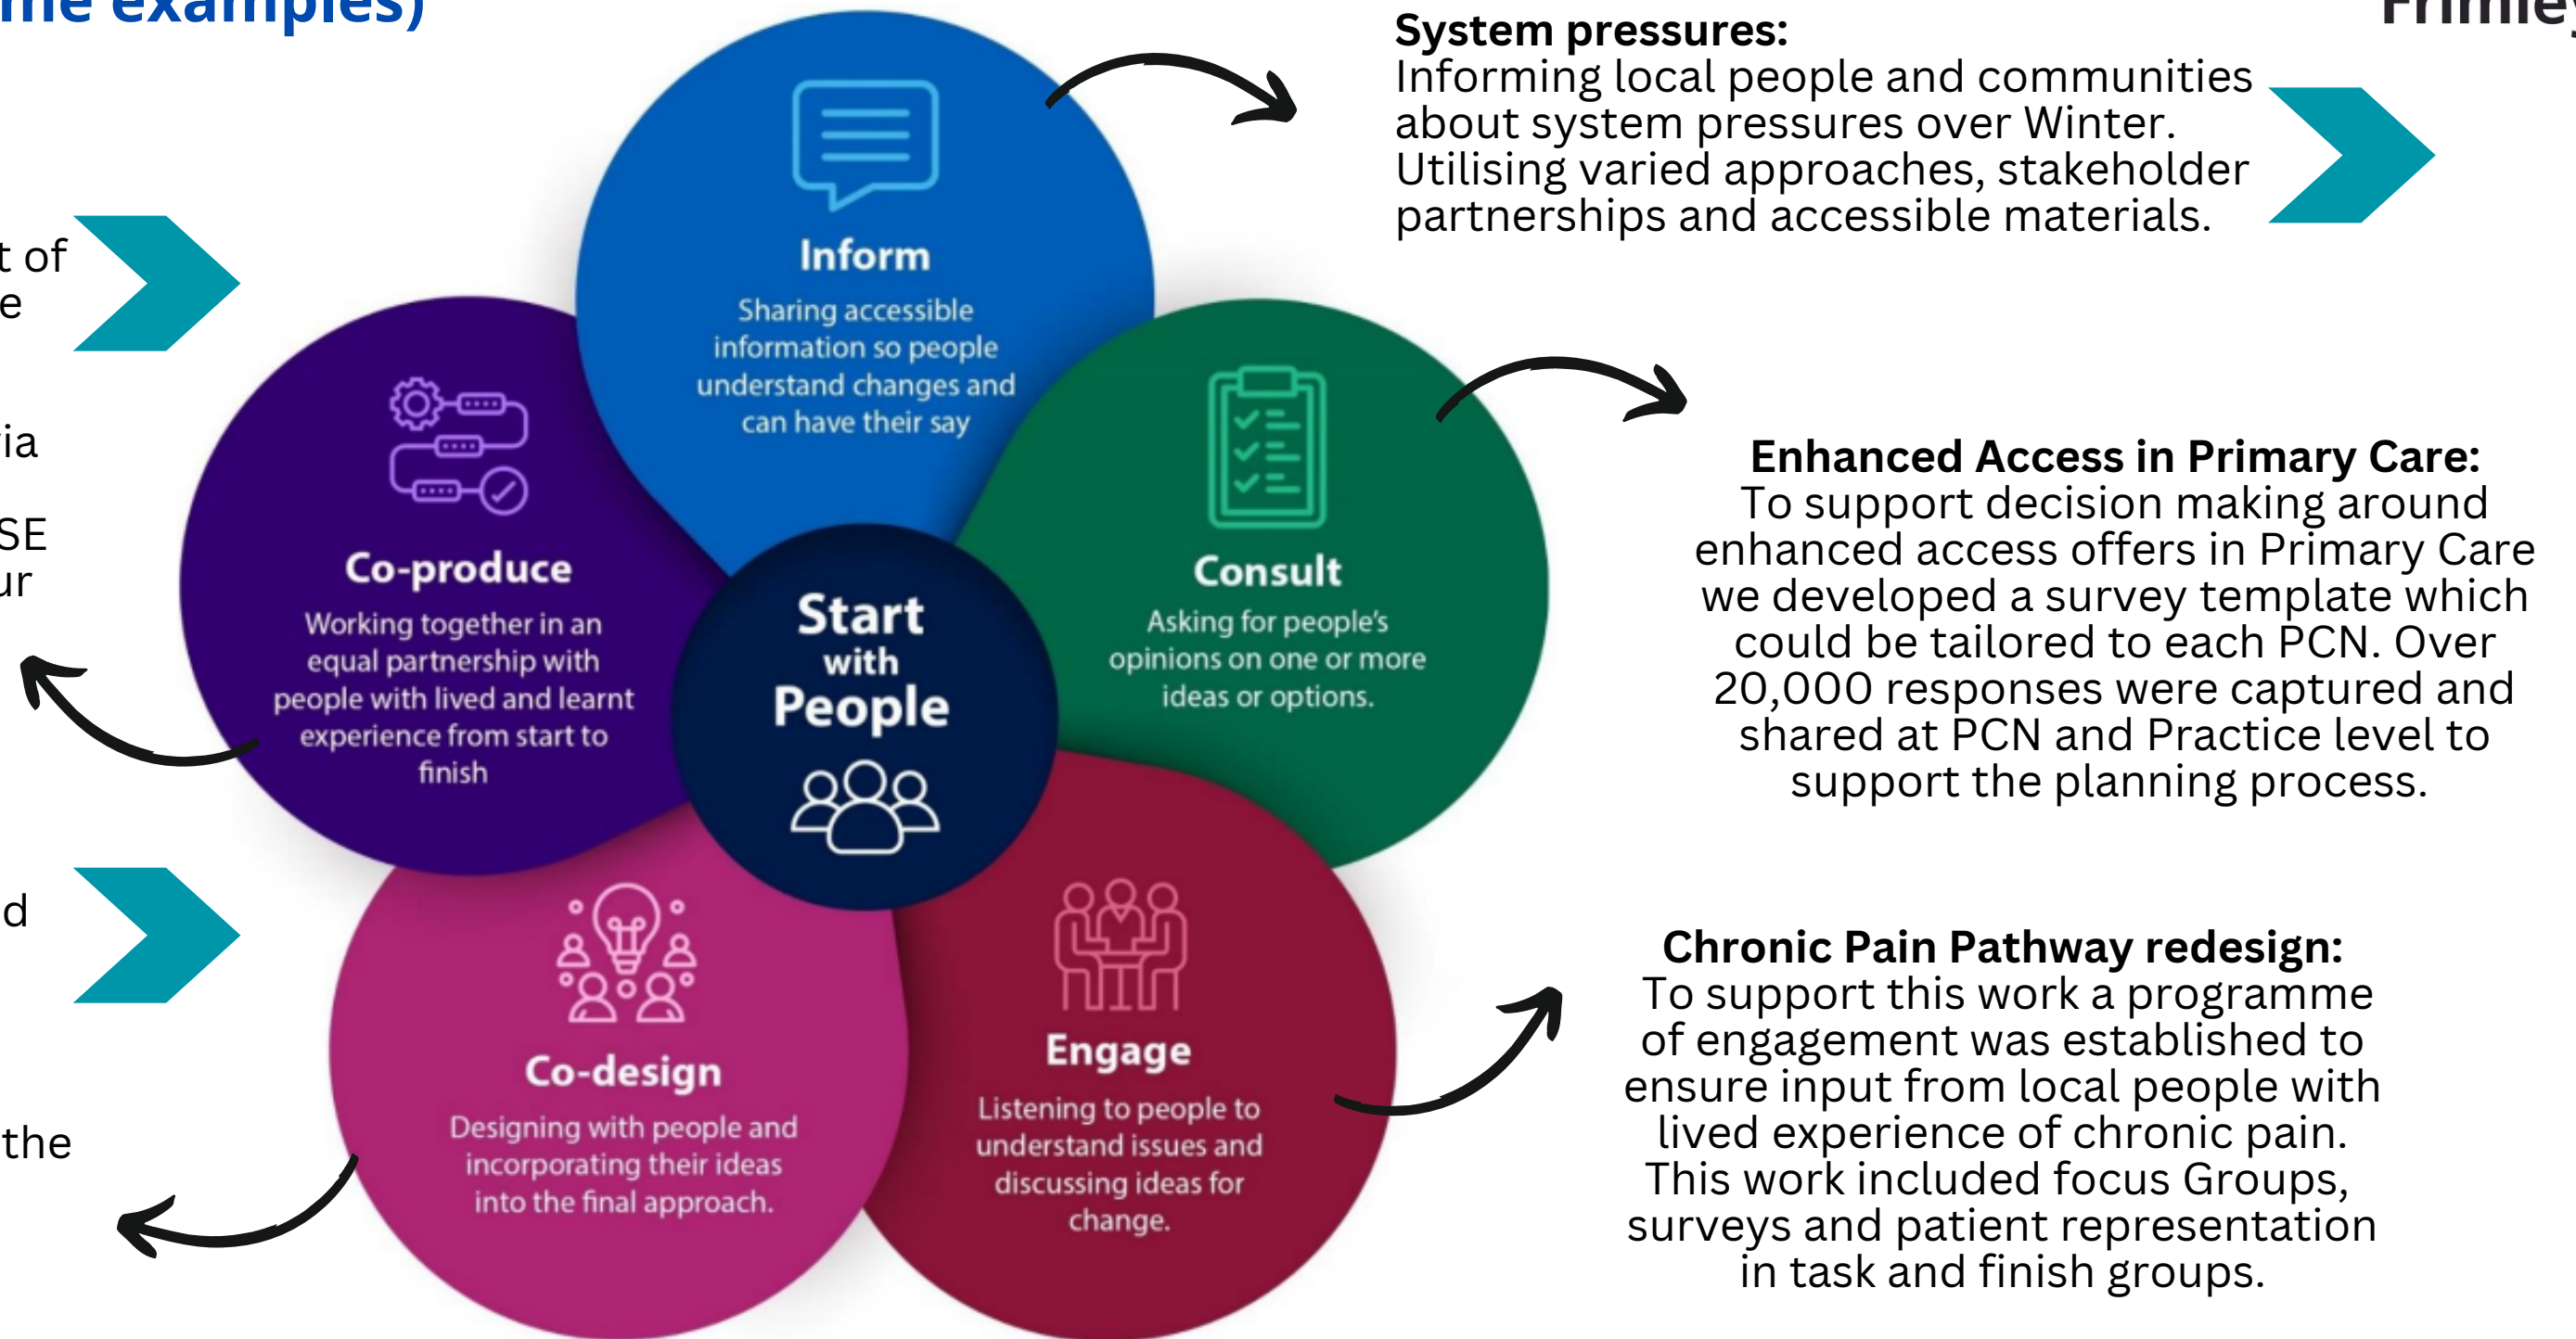 me examples)
System pressures:
Informing local people and communities
about system pressures over Winter.
Utilising varied approaches, stakeholder
partnerships and accessible materials.
Inform
Sharing accessible
information so people
understand changes and
can have their say
t of
e
ia
SE
ur
Co-produce
Working together in an
equal partnership with
people with lived and learnt
experience from start to
finish
Start
with
People
Consult
Asking for people's
opinions on one or more
ideas or options.
Enhanced Access in Primary Care:
To support decision making around
enhanced access offers in Primary Care
we developed a survey template which
could be tailored to each PCN. Over
20,000 responses were captured and
shared at PCN and Practice level to
support the planning process.
d
the
Co-design
Designing with people and
incorporating their ideas
into the final approach.
Engage
Listening to people to
understand issues and
discussing ideas for
change.
Chronic Pain Pathway redesign:
To support this work a programme
of engagement was established to
ensure input from local people with
lived experience of chronic pain.
This work included focus Groups,
surveys and patient representation
in task and finish groups.